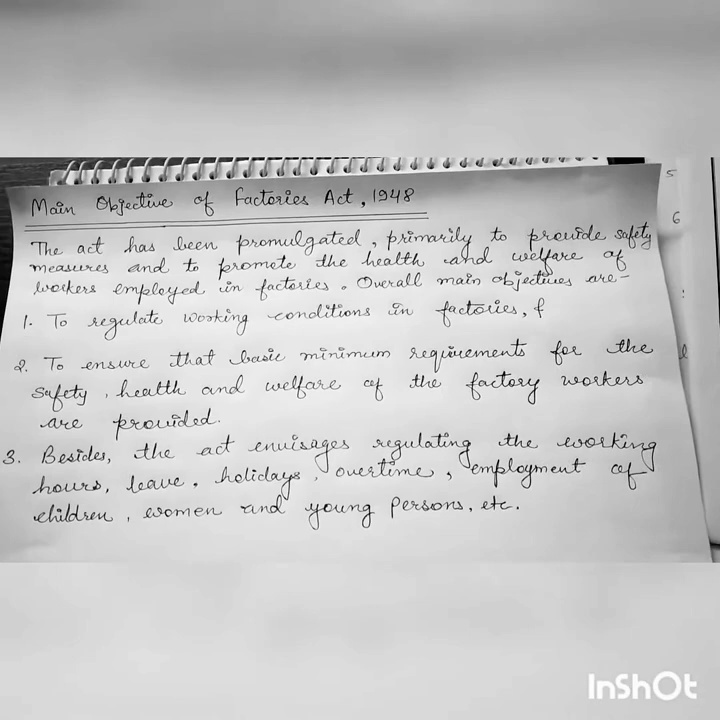 Main Objective of Factories Act, 1948
The act has been promulgated, primarily to provide safety
measures and to promote the health and welfare of
workers employed in factories. Overall main objectives are-
1. To regulate working conditions in factories, &
2. To ensure that basic minimum requirements for the
safety, health and welfare of the factory workers
are provided.
3. Besides, the act envisages regulating the working
hours, leave, holidays, overtime, employment of
children, women and young persons, etc.
5
6
InShOt